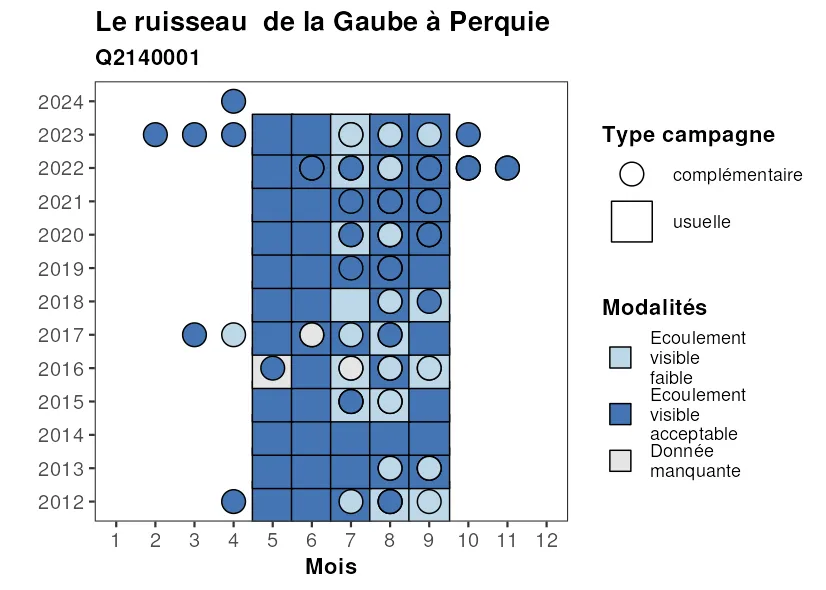 Le ruisseau  de la Gaube à Perquie
Q2140001
2024
2023
2022
2021
2020
2019
2018
2017
2016
2015
2014
2013
2012
1 2 3 4 5 6 7 8 9 10 11 12
Mois
Type campagne
complémentaire
usuelle
Modalités
Ecoulement
visible
faible
Ecoulement
visible
acceptable
Donnée
manquante